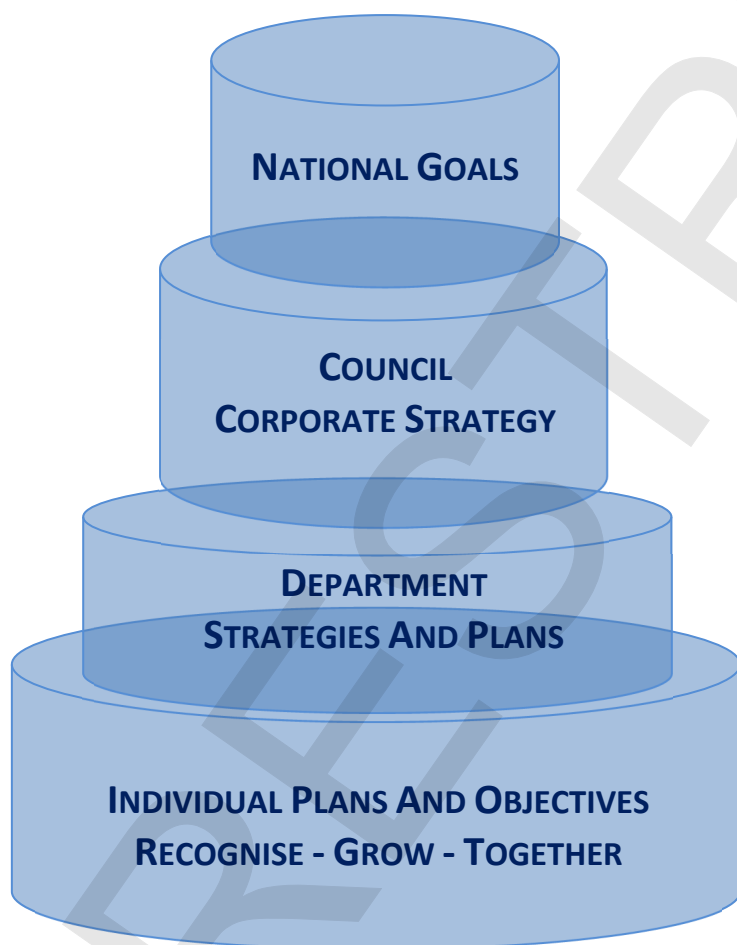 NATIONAL GOALS
COUNCIL
CORPORATE STRATEGY
DEPARTMENT
STRATEGIES AND PLANS
INDIVIDUAL PLANS AND OBJECTIVES
RECOGNISE - GROW - TOGETHER